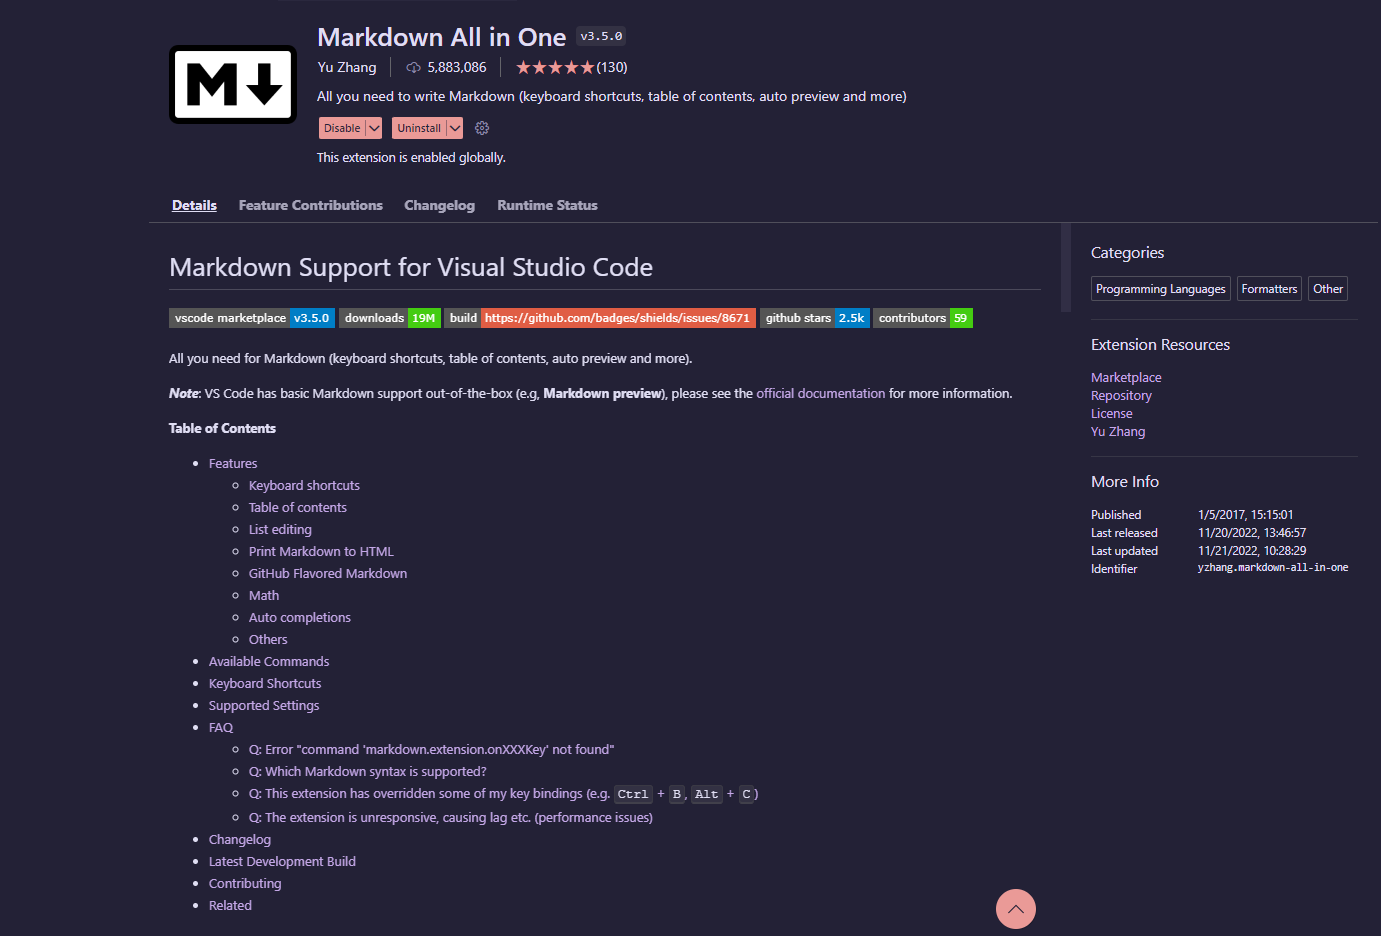 M
Markdown All in One v3.5.0
Yu Zhang 5,883,086 (130)
All you need to write Markdown (keyboard shortcuts, table of contents, auto preview and more)
Disable Uninstall
This extension is enabled globally.
Details Feature Contributions Changelog Runtime Status
Markdown Support for Visual Studio Code
vscode marketplace v3.5.0 downloads 19M build https://github.com/badges/shields/issues/8671 github stars 2.5k contributors 59
All you need for Markdown (keyboard shortcuts, table of contents, auto preview and more).
Note: VS Code has basic Markdown support out-of-the-box (e.g, Markdown preview), please see the official documentation for more information.
Table of Contents
Features
Keyboard shortcuts
Table of contents
List editing
Print Markdown to HTML
GitHub Flavored Markdown
Math
Auto completions
Others
Available Commands
Keyboard Shortcuts
Supported Settings
FAQ
Q: Error "command 'markdown.extension.onXXXKey' not found"
Q: Which Markdown syntax is supported?
Q: This extension has overridden some of my key bindings (e.g. Ctrl + B, Alt + C)
Q: The extension is unresponsive, causing lag etc. (performance issues)
Changelog
Latest Development Build
Contributing
Related
Categories
Programming Languages Formatters Other
Extension Resources
Marketplace
Repository
License
Yu Zhang
More Info
Published 1/5/2017, 15:15:01
Last released 11/20/2022, 13:46:57
Last updated 11/21/2022, 10:28:29
Identifier yzhang.markdown-all-in-one